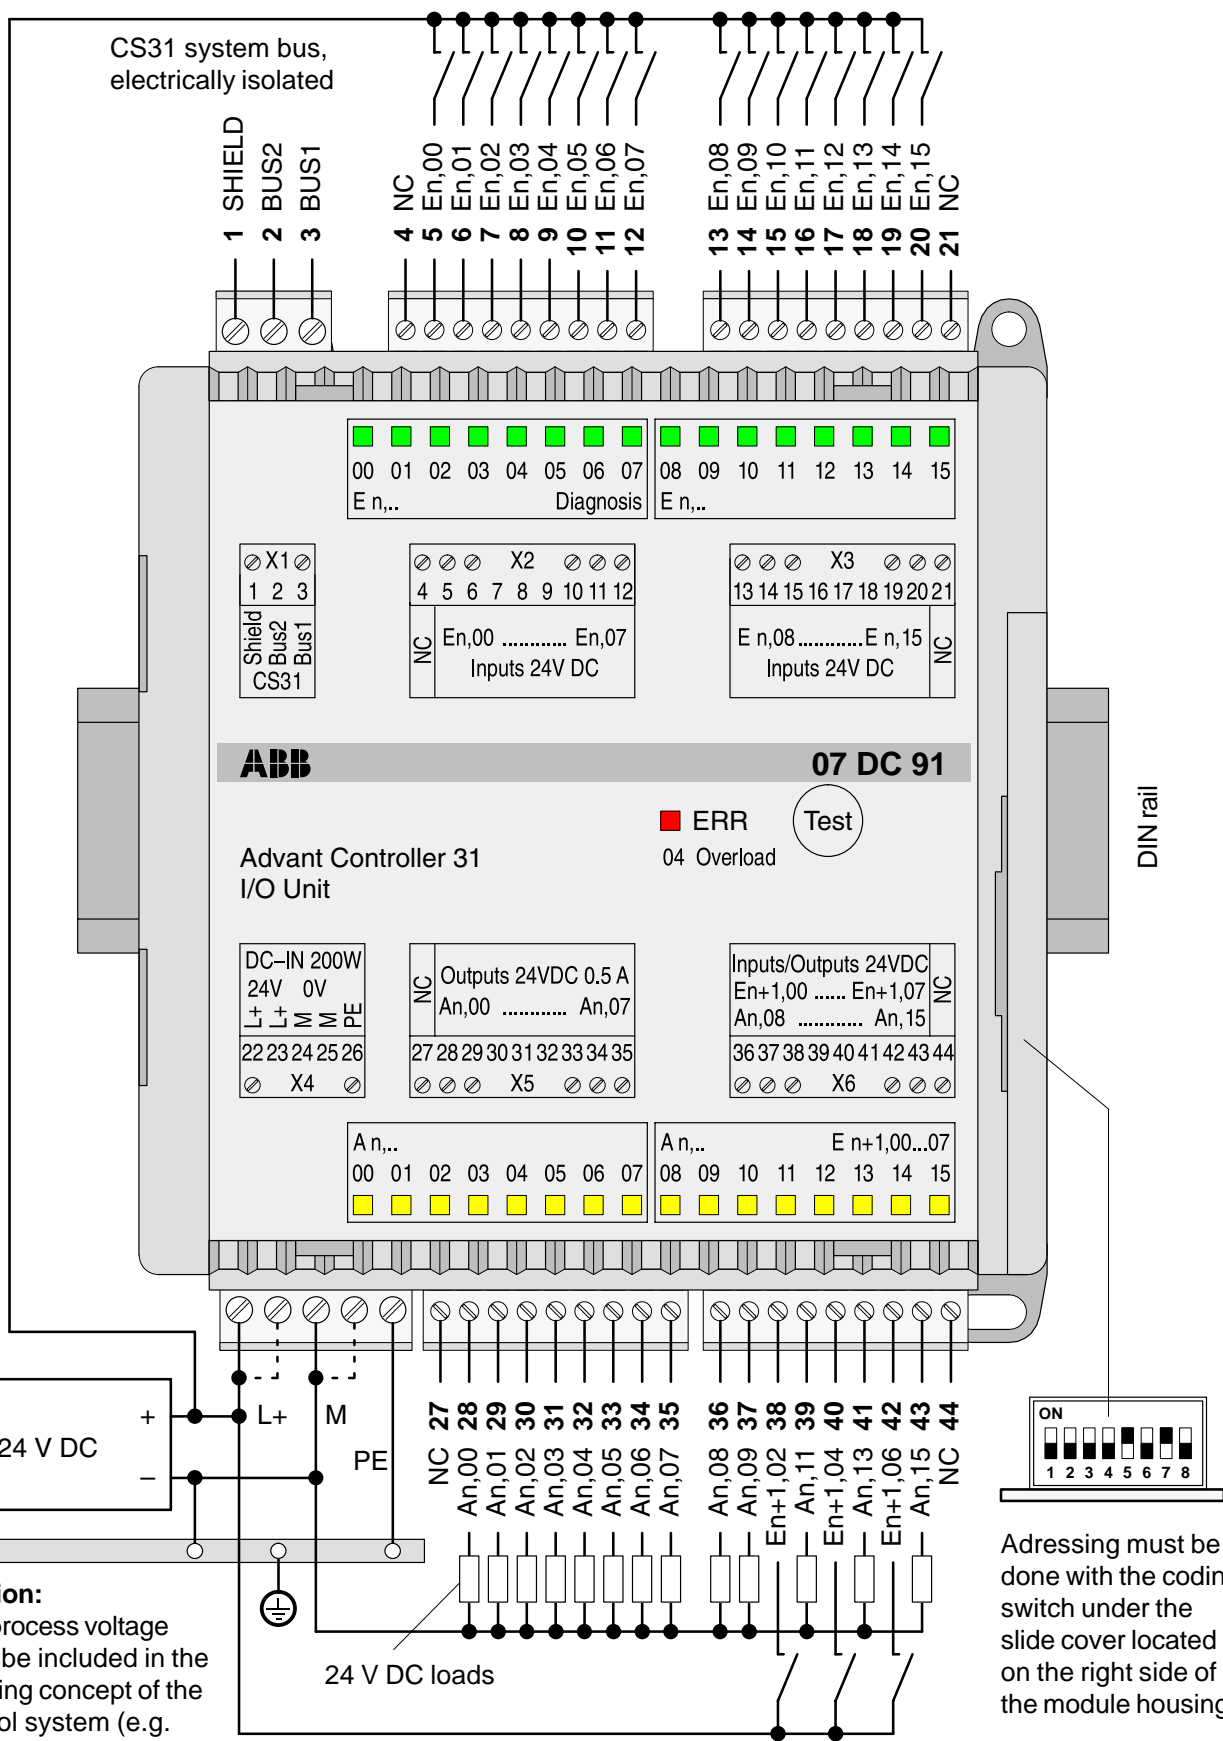 CS31 system bus,
electrically isolated
1 SHIELD
2 BUS2
3 BUS1
4 NC
5 En,00
6 En,01
7 En,02
8 En,03
9 En,04
10 En,05
11 En,06
12 En,07
13 En,08
14 En,09
15 En,10
16 En,11
17 En,12
18 En,13
19 En,14
20 En,15
21 NC
00 01 02 03 04 05 06 07
E n,.. Diagnosis
08 09 10 11 12 13 14 15
E n,..
X1
1 2 3
Shield
Bus2
Bus1
CS31
X2
4 5 6 7 8 9 10 11 12
NC
En,00 ........... En,07
Inputs 24V DC
X3
13 14 15 16 17 18 19 20 21
E n,08 ........... E n,15
Inputs 24V DC
NC
ABB 07 DC 91
ERR
Test
04 Overload
Advant Controller 31
I/O Unit
DIN rail
DC–IN 200W
24V 0V
L+
L+
M
M
PE
22 23 24 25 26
X4
NC
Outputs 24VDC 0.5 A
An,00 ............ An,07
27 28 29 30 31 32 33 34 35
X5
Inputs/Outputs 24VDC
En+1,00 ...... En+1,07
An,08 ............ An,15
NC
36 37 38 39 40 41 42 43 44
X6
A n,..
00 01 02 03 04 05 06 07
A n,.. E n+1,00...07
08 09 10 11 12 13 14 15
+
–
24 V DC
L+
M
PE
NC 27
An,00 28
An,01 29
An,02 30
An,03 31
An,04 32
An,05 33
An,06 34
An,07 35
An,08 36
An,09 37
En+1,02 38
An,11 39
En+1,04 40
An,13 41
En+1,06 42
An,15 43
NC 44
ON
1 2 3 4 5 6 7 8
Adressing must be
done with the codin
switch under the
slide cover located
on the right side of
the module housing
24 V DC loads
tion:
process voltage
be included in the
ing concept of the
ol system (e.g.